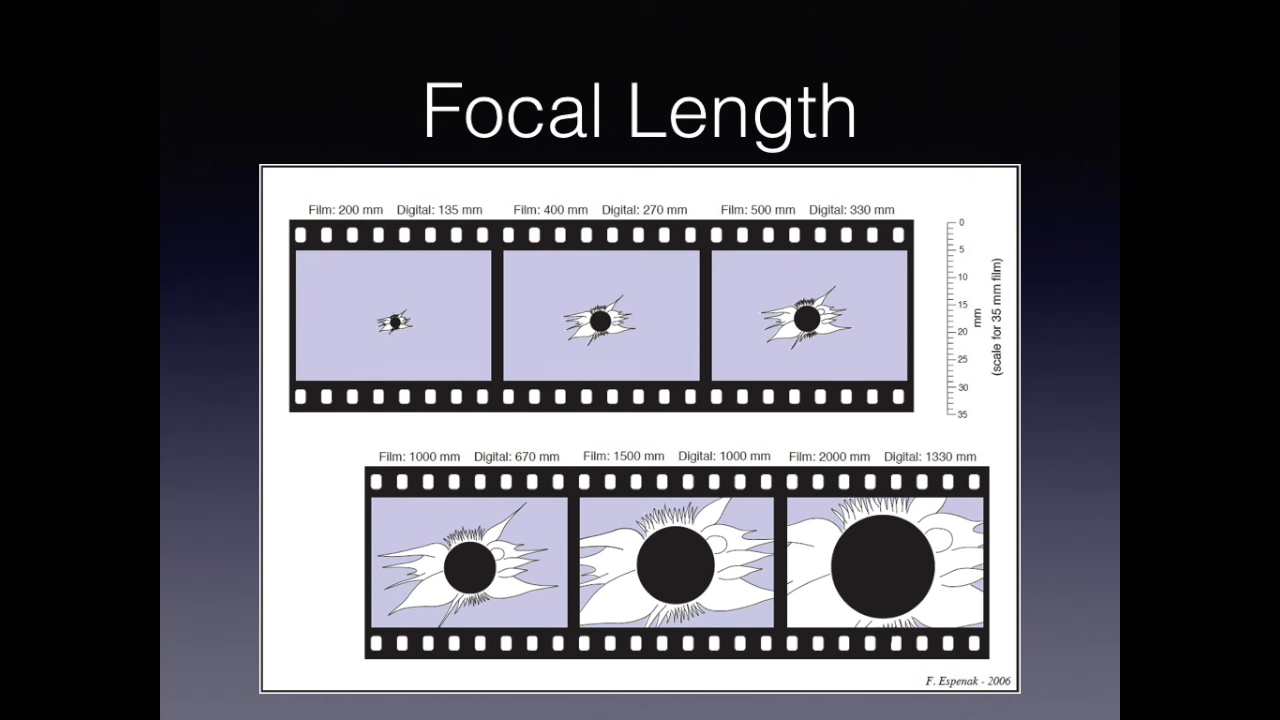 Focal Length
Film: 200 mm Digital: 135 mm Film: 400 mm Digital: 270 mm Film: 500 mm Digital: 330 mm
0
5
10
15
20
25
30
35
mm
(scale for 35 mm film)
Film: 1000 mm Digital: 670 mm Film: 1500 mm Digital: 1000 mm Film: 2000 mm Digital: 1330 mm
F. Espenak - 2006